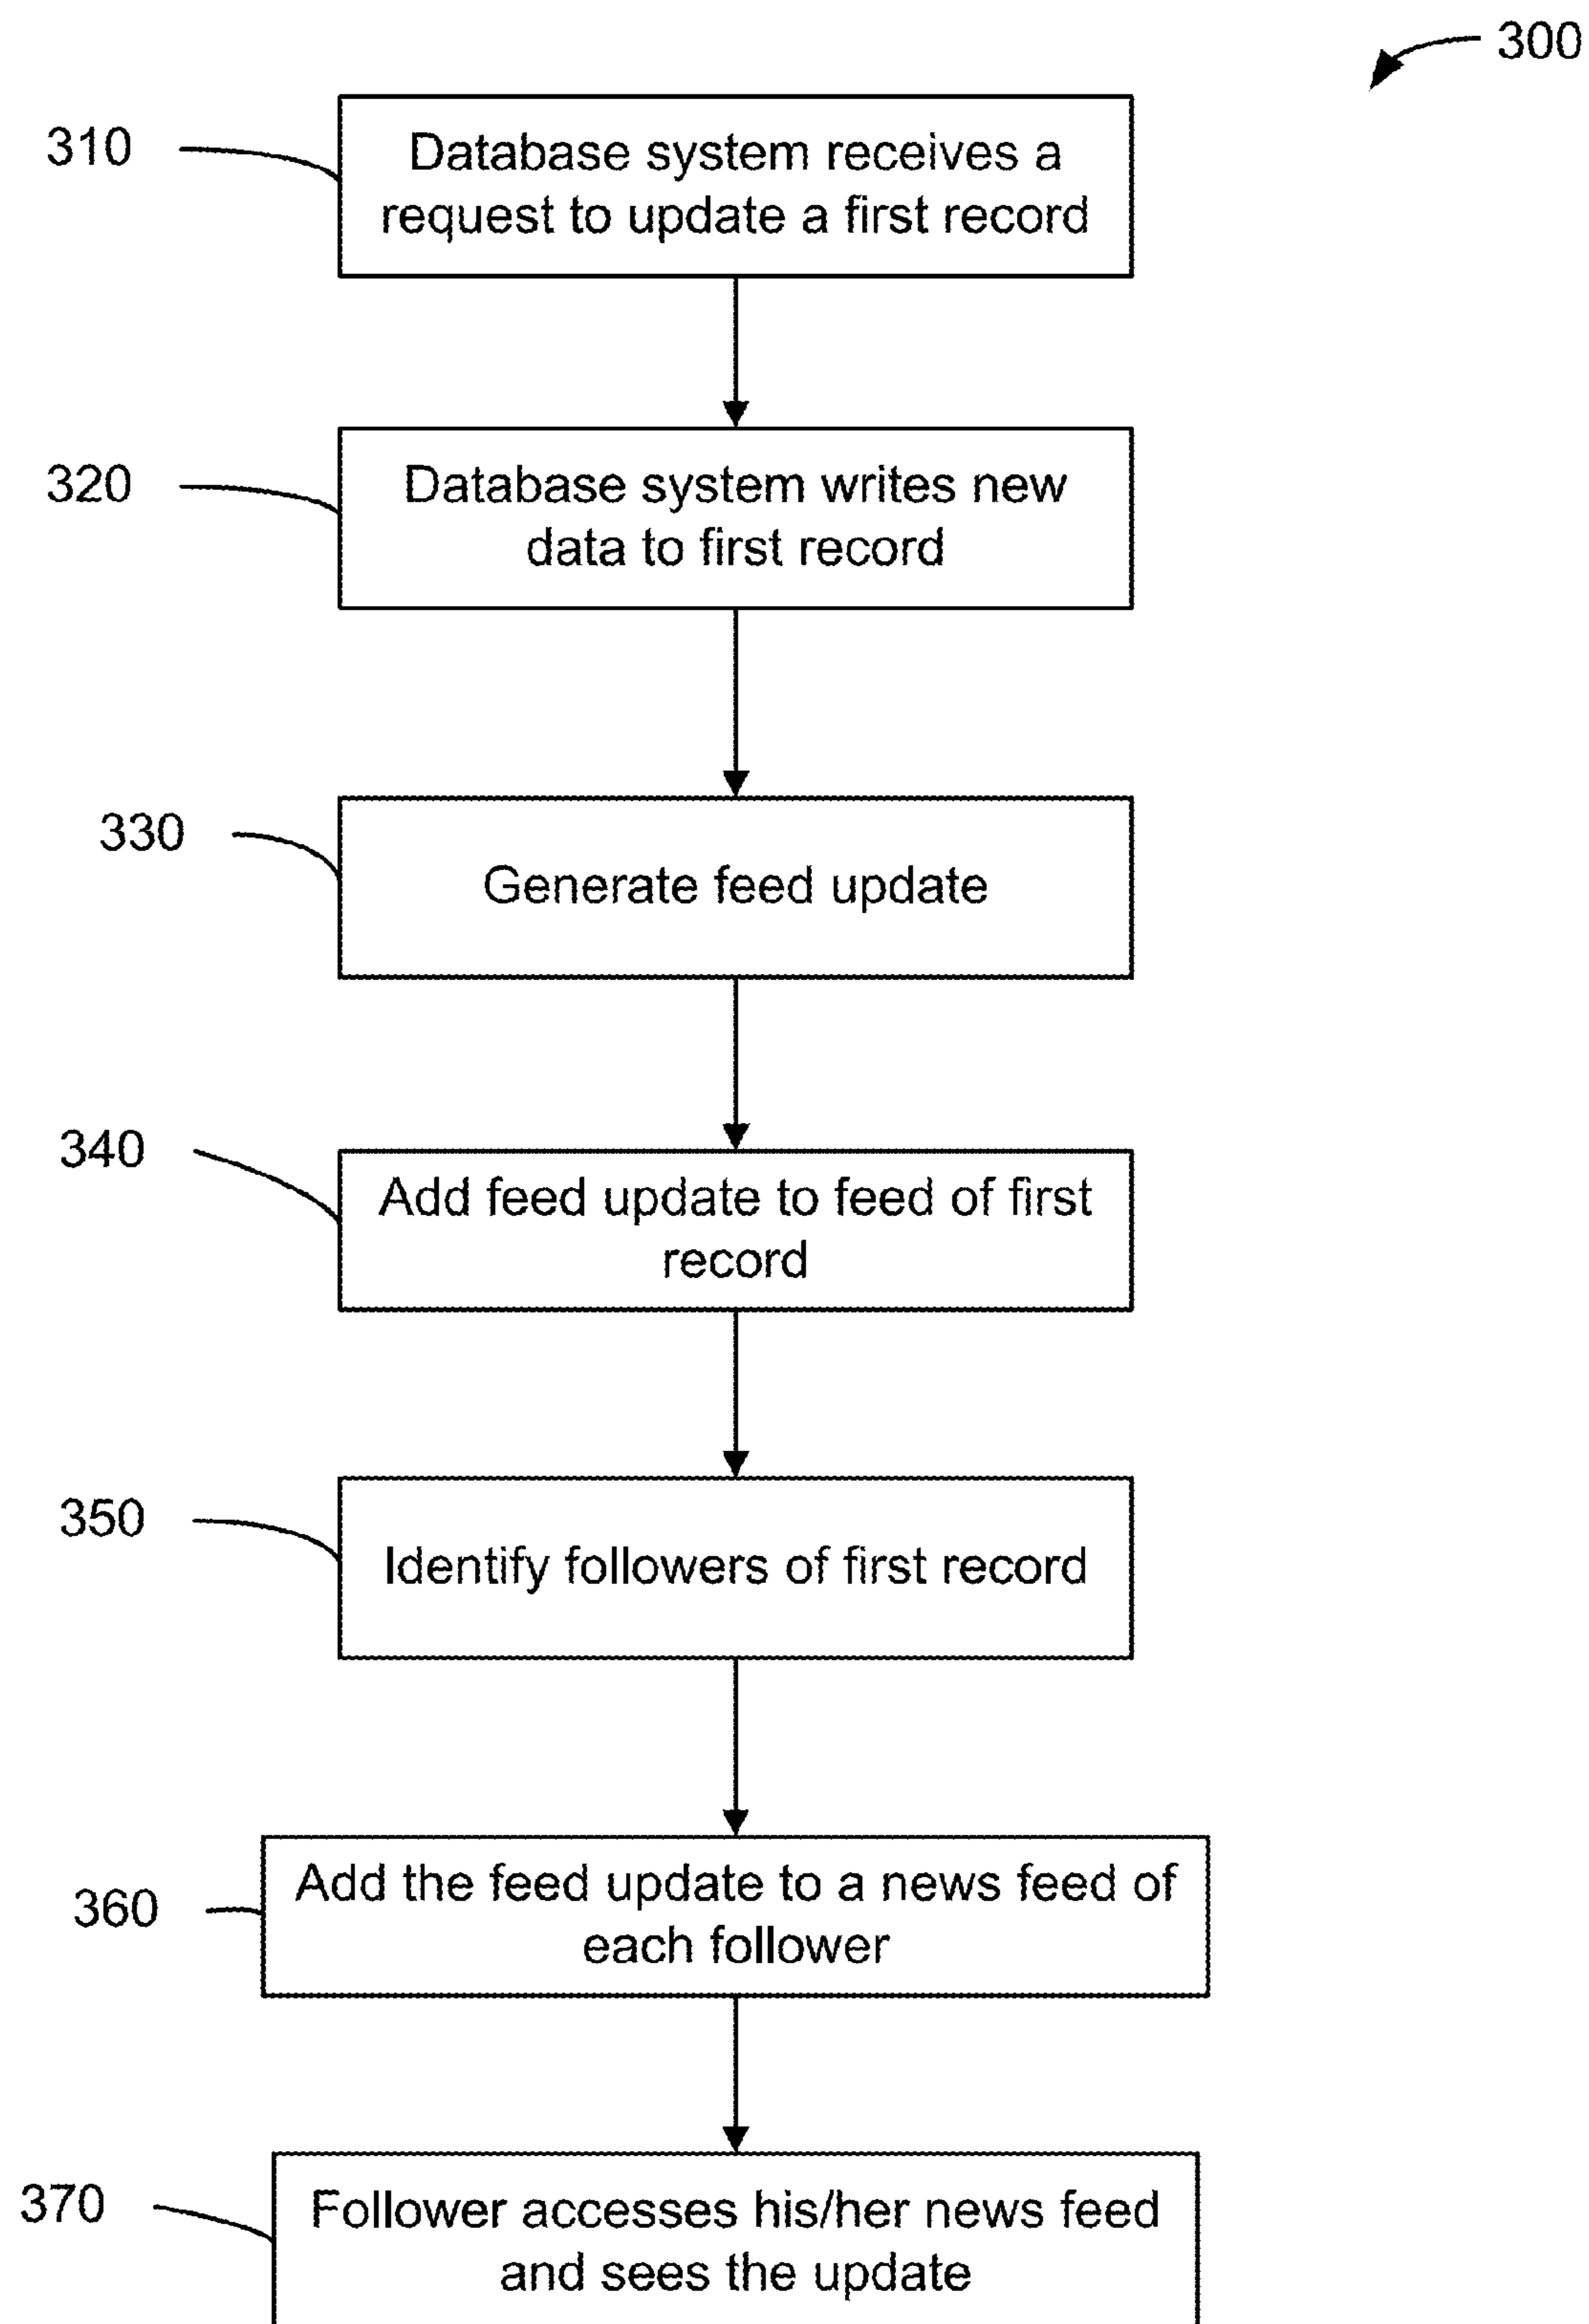 300
310
Database system receives a
request to update a first record
320
Database system writes new
data to first record
330
Generate feed update
340
Add feed update to feed of first
record
350
Identify followers of first record
360
Add the feed update to a news feed of
each follower
370
Follower accesses his/her news feed
and sees the update